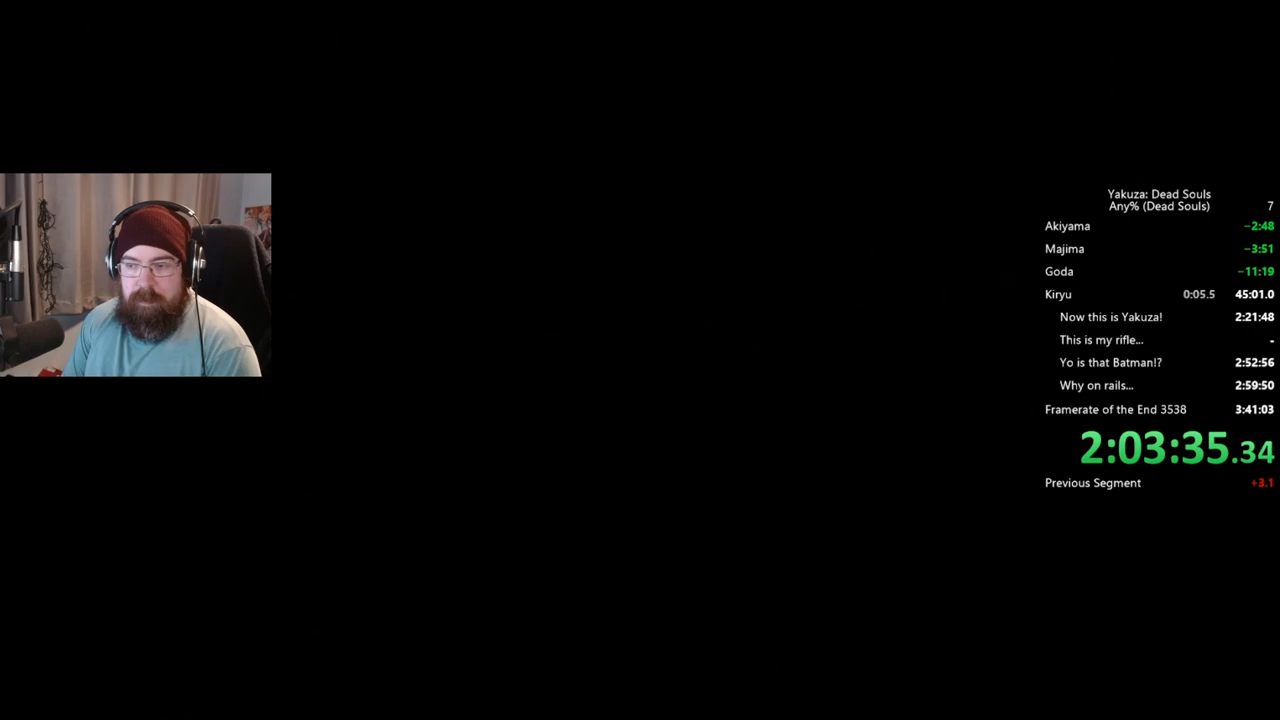 Yakuza: Dead Souls
Any% (Dead Souls) 7
Akiyama −2:48
Majima −3:51
Goda −11:19
Kiryu 0:05.5 45:01.0
Now this is Yakuza! 2:21:48
This is my rifle... -
Yo is that Batman!? 2:52:56
Why on rails... 2:59:50
Framerate of the End 3538 3:41:03
2:03:35.34
Previous Segment +3.1